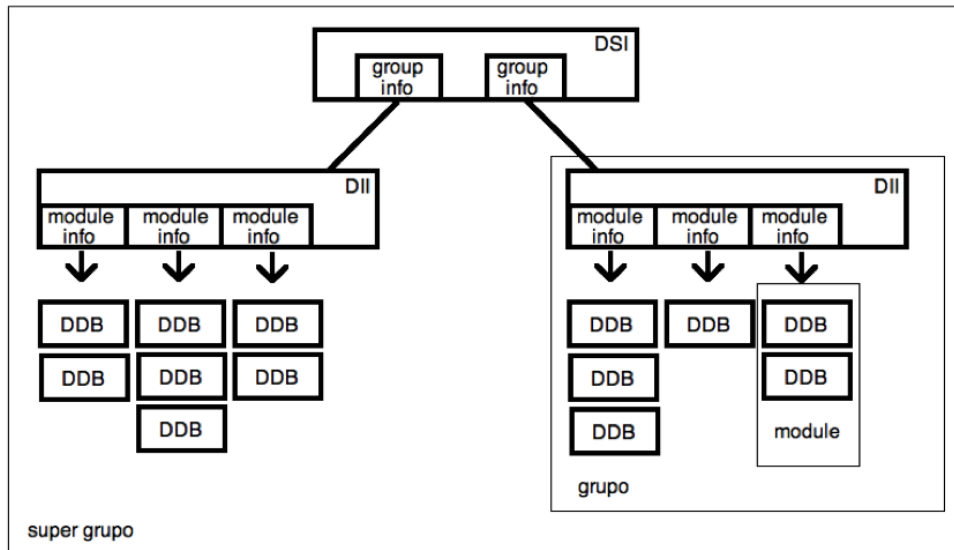 DSI
group group
info info
DII DII
module module module module module module
info info info info info info
DDB DDB DDB DDB DDB DDB
DDB DDB DDB DDB DDB
DDB DDB module
grupo
super grupo